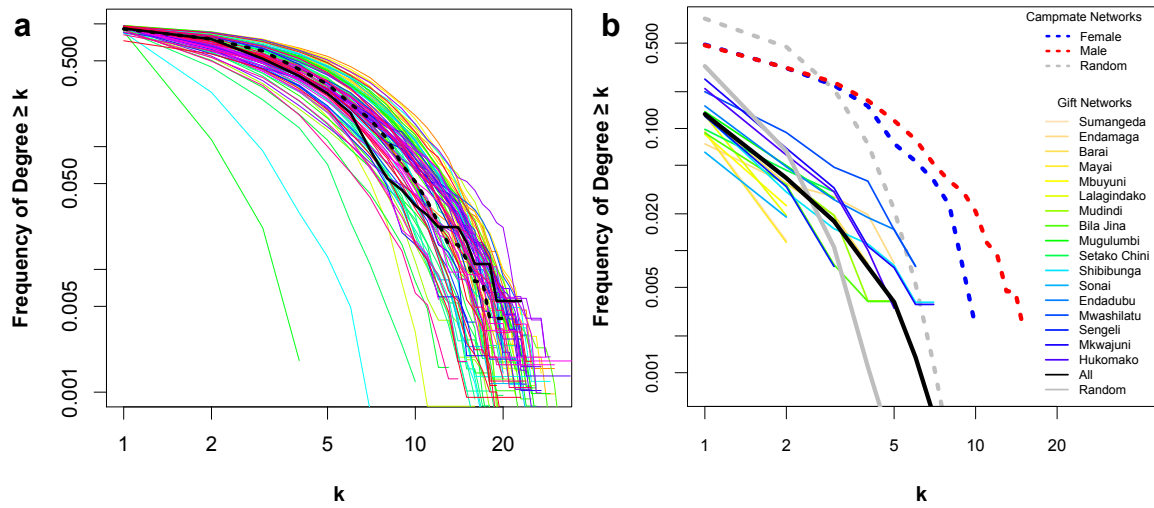 a
Frequency of Degree ≥ k
0.500
0.050
0.005
0.001
1
2
5
10
20
k
b
Frequency of Degree ≥ k
0.500
0.100
0.020
0.005
0.001
1
2
5
10
20
k
Campmate Networks
Female
Male
Random
Gift Networks
Sumangeda
Endamaga
Barai
Mayai
Mbuyuni
Lalagindako
Mudindi
Bila Jina
Mugulumbi
Setako Chini
Shibibunga
Sonai
Endadubu
Mwashilatu
Sengeli
Mkwajuni
Hukomako
All
Random